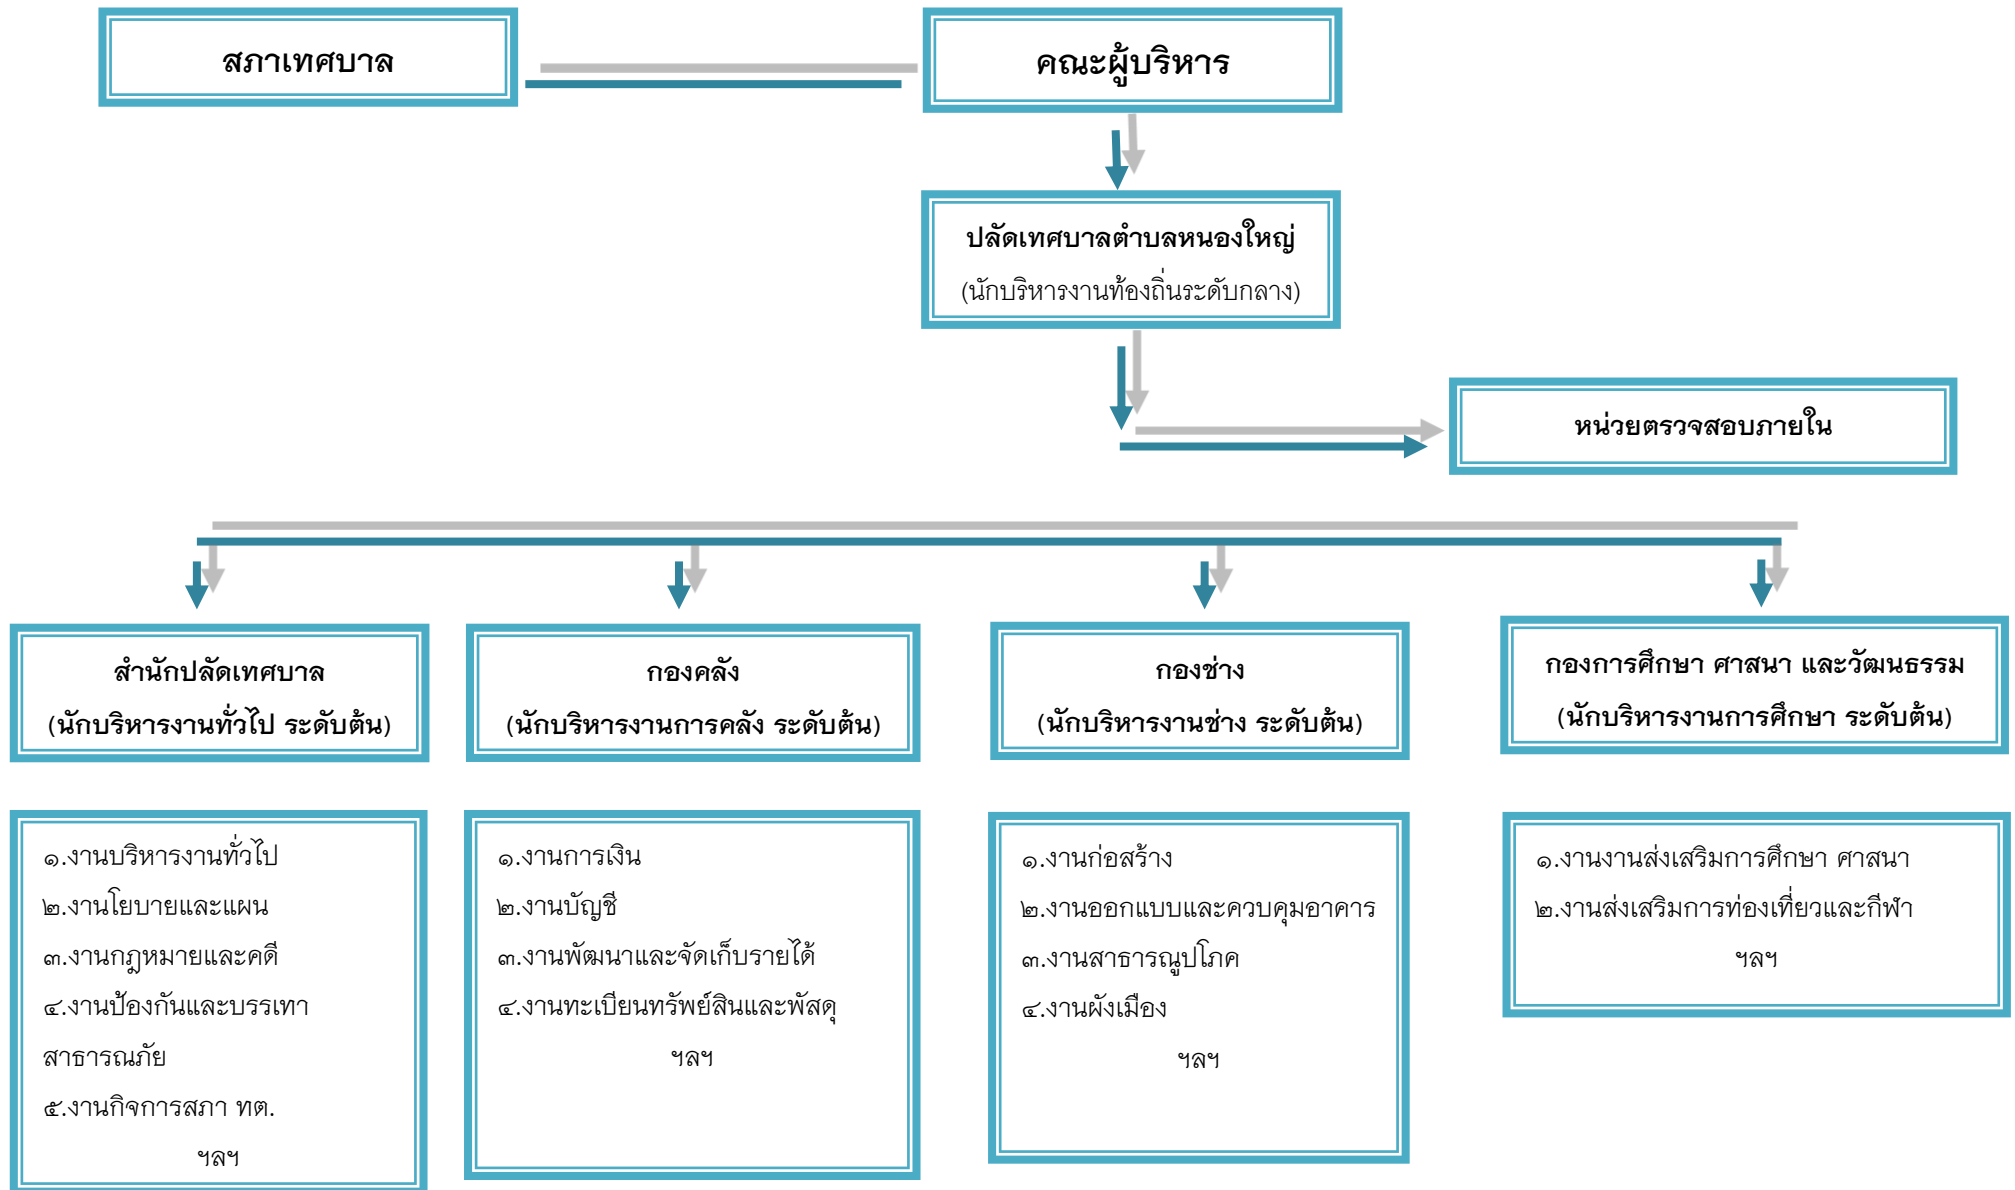 สภาเทศบาล
คณะผู้บริหาร
ปลัดเทศบาลตำบลหนองใหญ่
(นักบริหารงานท้องถิ่นระดับกลาง)
หน่วยตรวจสอบภายใน
สำนักปลัดเทศบาล
(นักบริหารงานทั่วไป ระดับต้น)
กองคลัง
(นักบริหารงานการคลัง ระดับต้น)
กองช่าง
(นักบริหารงานช่าง ระดับต้น)
กองการศึกษา ศาสนา และวัฒนธรรม
(นักบริหารงานการศึกษา ระดับต้น)
๑.งานบริหารงานทั่วไป
๒.งานโยบายและแผน
๓.งานกฎหมายและคดี
๔.งานป้องกันและบรรเทา
สาธารณภัย
๕.งานกิจการสภา ทต.
ฯลฯ
๑.งานการเงิน
๒.งานบัญชี
๓.งานพัฒนาและจัดเก็บรายได้
๔.งานทะเบียนทรัพย์สินและพัสดุ
ฯลฯ
๑.งานก่อสร้าง
๒.งานออกแบบและควบคุมอาคาร
๓.งานสาธารณูปโภค
๔.งานผังเมือง
ฯลฯ
๑.งานงานส่งเสริมการศึกษา ศาสนา
๒.งานส่งเสริมการท่องเที่ยวและกีฬา
ฯลฯ